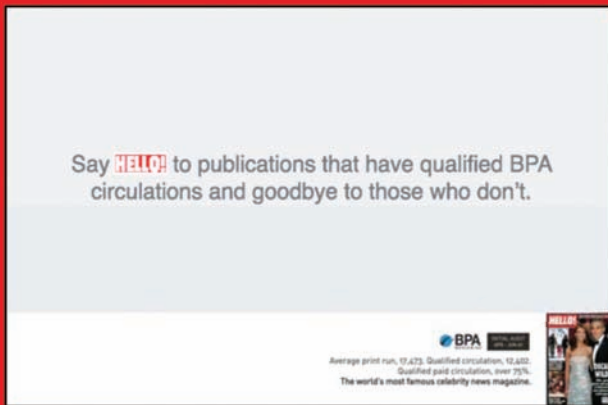 Say HELLO! to publications that have qualified BPA
circulations and goodbye to those who don't.
BPA
Average print run, 17,473. Qualified circulation, 12,402.
Qualified paid circulation, over 75%.
The world's most famous celebrity news magazine.
HELLO!